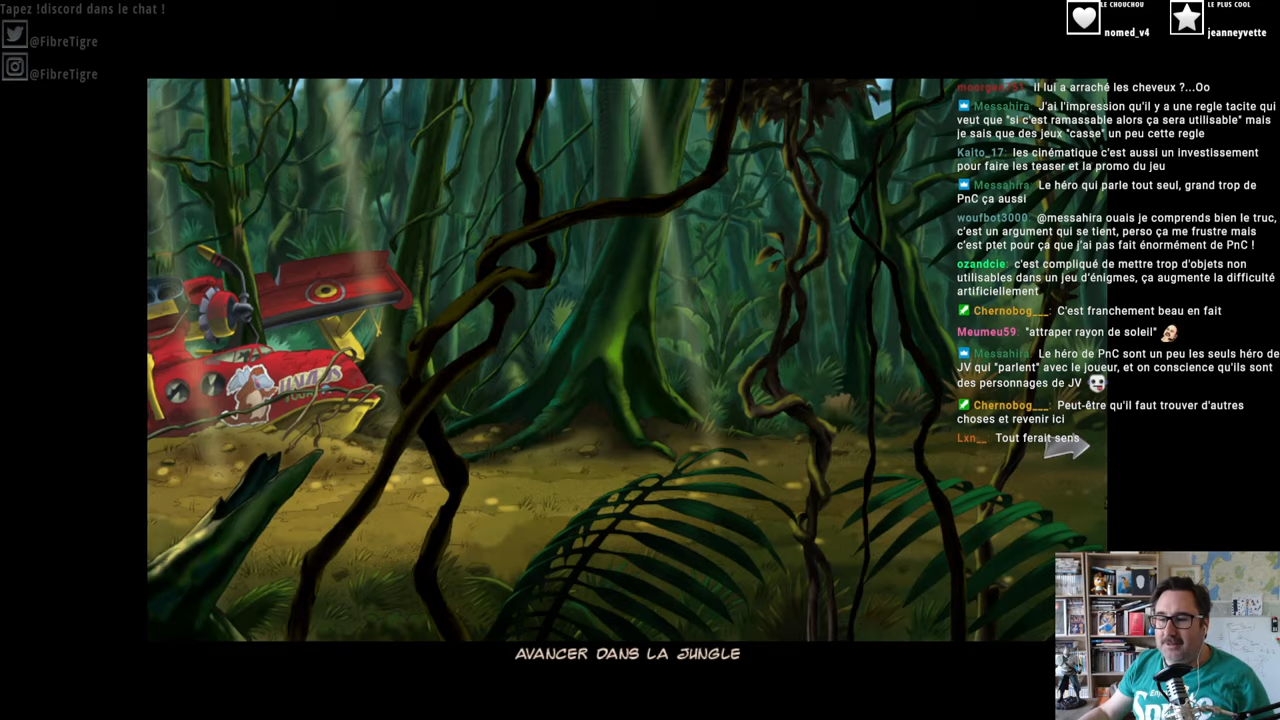 Tapez !discord dans le chat !
@FibreTigre
@FibreTigre
LE CHOUCHOU
nomed_v4
LE PLUS COOL
jeanneyvette
Il lui a arraché les cheveux ?...Oo
Messahira: J'ai l'impression qu'il y a une regle tacite qui
veut que "si c'est ramassable alors ça sera utilisable" mais
je sais que des jeux "casse" un peu cette regle
Kaito_17: les cinématique c'est aussi un investissement
pour faire les teaser et la promo du jeu
Messahira: Le héro qui parle tout seul, grand trop de
PnC ça aussi
woufbot3000: @messahira ouais je comprends bien le truc,
c'est un argument qui se tient, perso ça me frustre mais
c'est ptet pour ça que j'ai pas fait énormément de PnC !
ozandcie: c'est compliqué de mettre trop d'objets non
utilisables dans un jeu d'énigmes, ça augmente la difficulté
artificiellement
Chernobog___: C'est franchement beau en fait
Meumeu59: "attraper rayon de soleil"
Messahira: Le héro de PnC sont un peu les seuls héro de
JV qui "parlent" avec le joueur, et on conscience qu'ils sont
des personnages de JV
Chernobog___: Peut-être qu'il faut trouver d'autres
choses et revenir ici
Lxn__ Tout ferait sens
AVANCER DANS LA JUNGLE